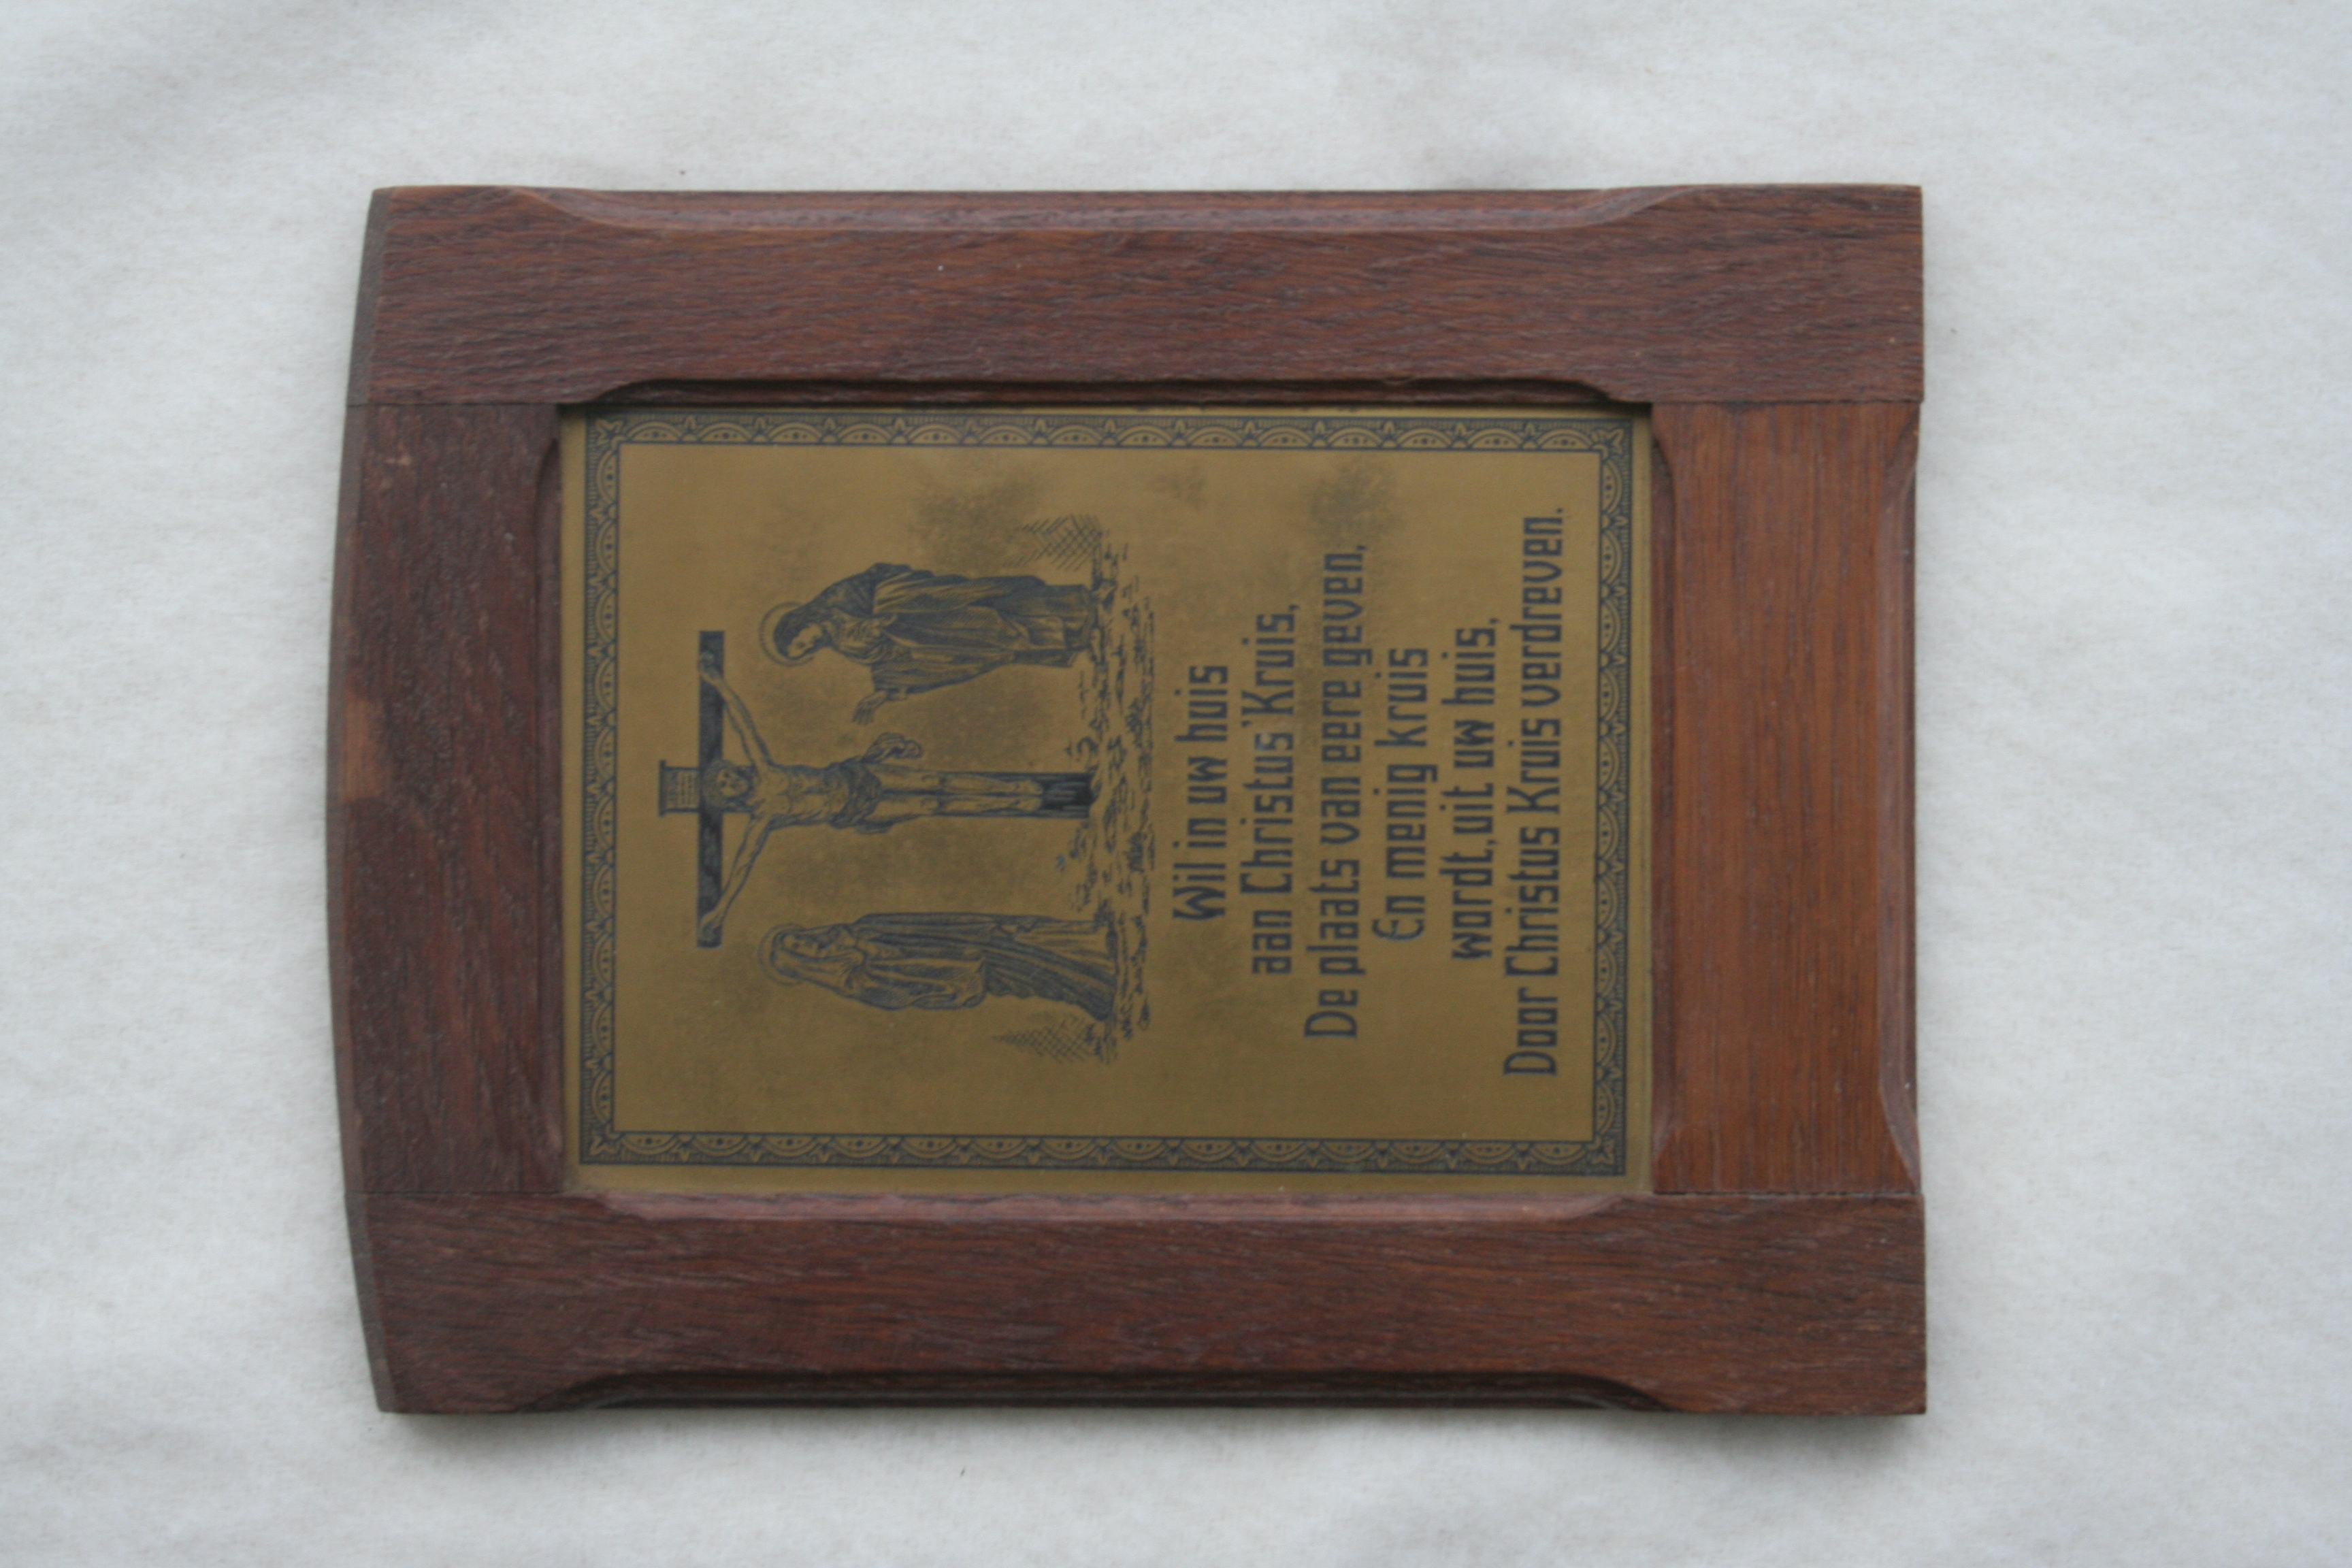 Wil in uw huis
aan Christus' Kruis,
De plaats van eere geven,
En menig kruis
wordt, uit uw huis,
Door Christus Kruis verdreven.